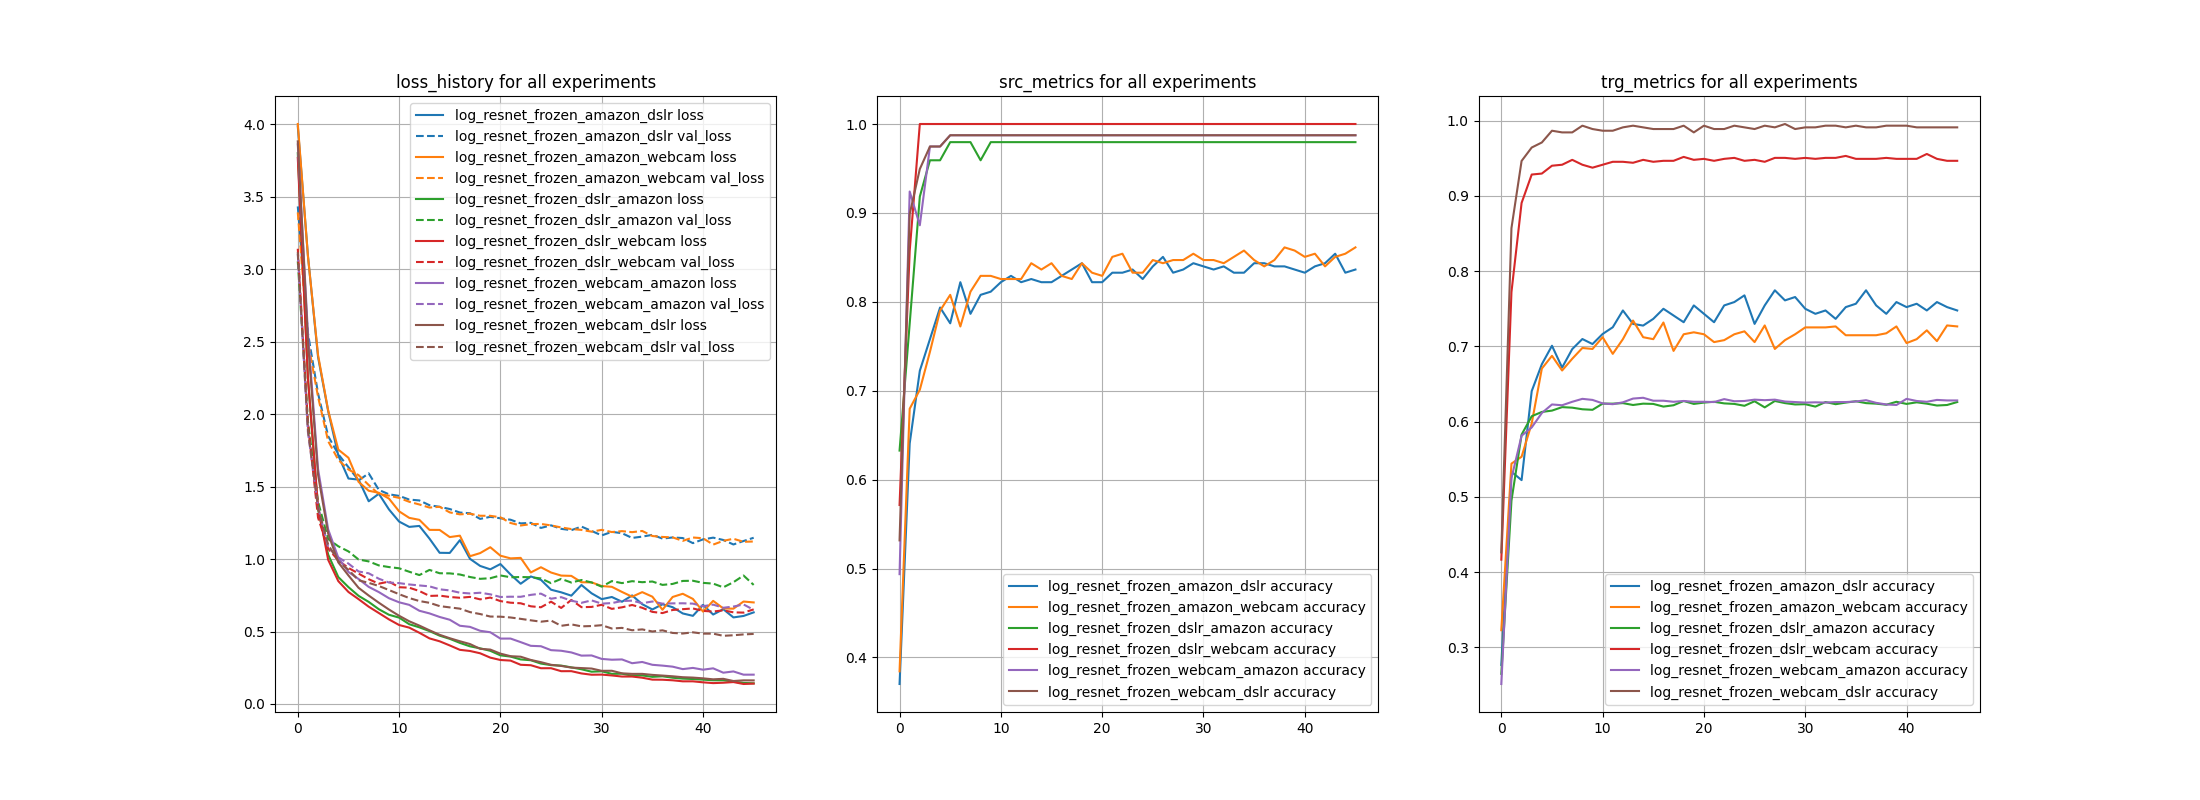 loss_history for all experiments
4.0
3.5
3.0
2.5
2.0
1.5
1.0
0.5
0.0
0
10
20
30
40
log_resnet_frozen_amazon_dslr loss
log_resnet_frozen_amazon_dslr val_loss
log_resnet_frozen_amazon_webcam loss
log_resnet_frozen_amazon_webcam val_loss
log_resnet_frozen_dslr_amazon loss
log_resnet_frozen_dslr_amazon val_loss
log_resnet_frozen_dslr_webcam loss
log_resnet_frozen_dslr_webcam val_loss
log_resnet_frozen_webcam_amazon loss
log_resnet_frozen_webcam_amazon val_loss
log_resnet_frozen_webcam_dslr loss
log_resnet_frozen_webcam_dslr val_loss
src_metrics for all experiments
1.0
0.9
0.8
0.7
0.6
0.5
0.4
0
10
20
30
40
log_resnet_frozen_amazon_dslr accuracy
log_resnet_frozen_amazon_webcam accuracy
log_resnet_frozen_dslr_amazon accuracy
log_resnet_frozen_dslr_webcam accuracy
log_resnet_frozen_webcam_amazon accuracy
log_resnet_frozen_webcam_dslr accuracy
trg_metrics for all experiments
1.0
0.9
0.8
0.7
0.6
0.5
0.4
0.3
0
10
20
30
40
log_resnet_frozen_amazon_dslr accuracy
log_resnet_frozen_amazon_webcam accuracy
log_resnet_frozen_dslr_amazon accuracy
log_resnet_frozen_dslr_webcam accuracy
log_resnet_frozen_webcam_amazon accuracy
log_resnet_frozen_webcam_dslr accuracy